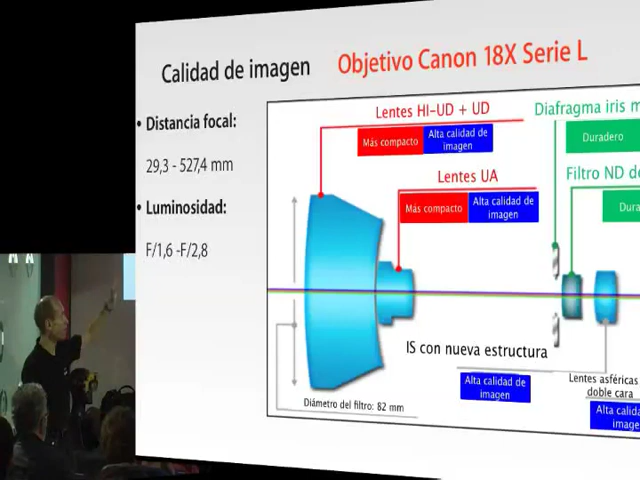 Calidad de imagen
Objetivo Canon 18X Serie L
• Distancia focal:
29,3 - 527,4 mm
• Luminosidad:
F/1,6 -F/2,8
Lentes HI-UD + UD
Más compacto
Alta calidad de
imagen
Lentes UA
Más compacto
Alta calidad de
imagen
Diafragma iris m
Duradero
Filtro ND de
Dura
IS con nueva estructura
Alta calidad de
imagen
Lentes asféricas
doble cara
Alta calida
image
Diámetro del filtro: 82 mm